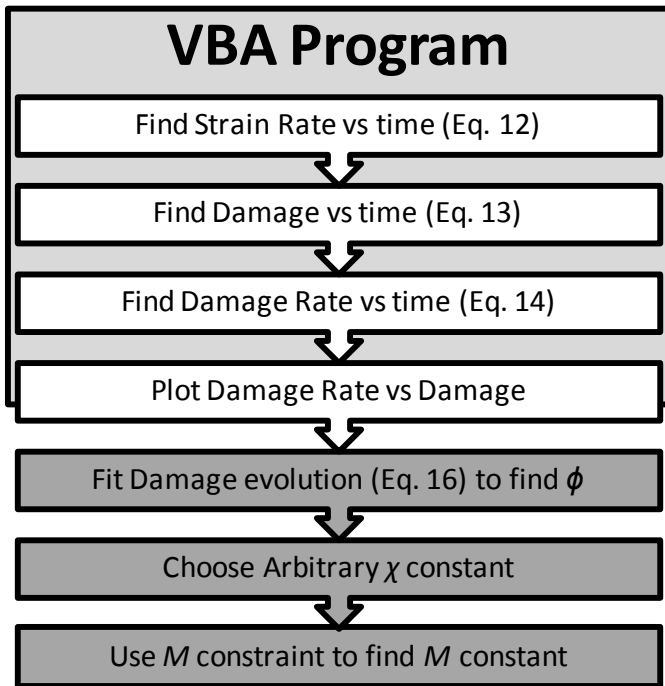 VBA Program
Find Strain Rate vs time (Eq. 12)
Find Damage vs time (Eq. 13)
Find Damage Rate vs time (Eq. 14)
Plot Damage Rate vs Damage
Fit Damage evolution (Eq. 16) to find ϕ
Choose Arbitrary χ constant
Use M constraint to find M constant